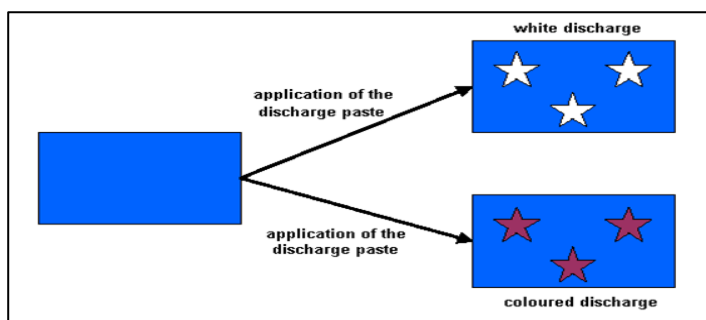 white discharge
application of the
discharge paste
application of the
discharge paste
coloured discharge